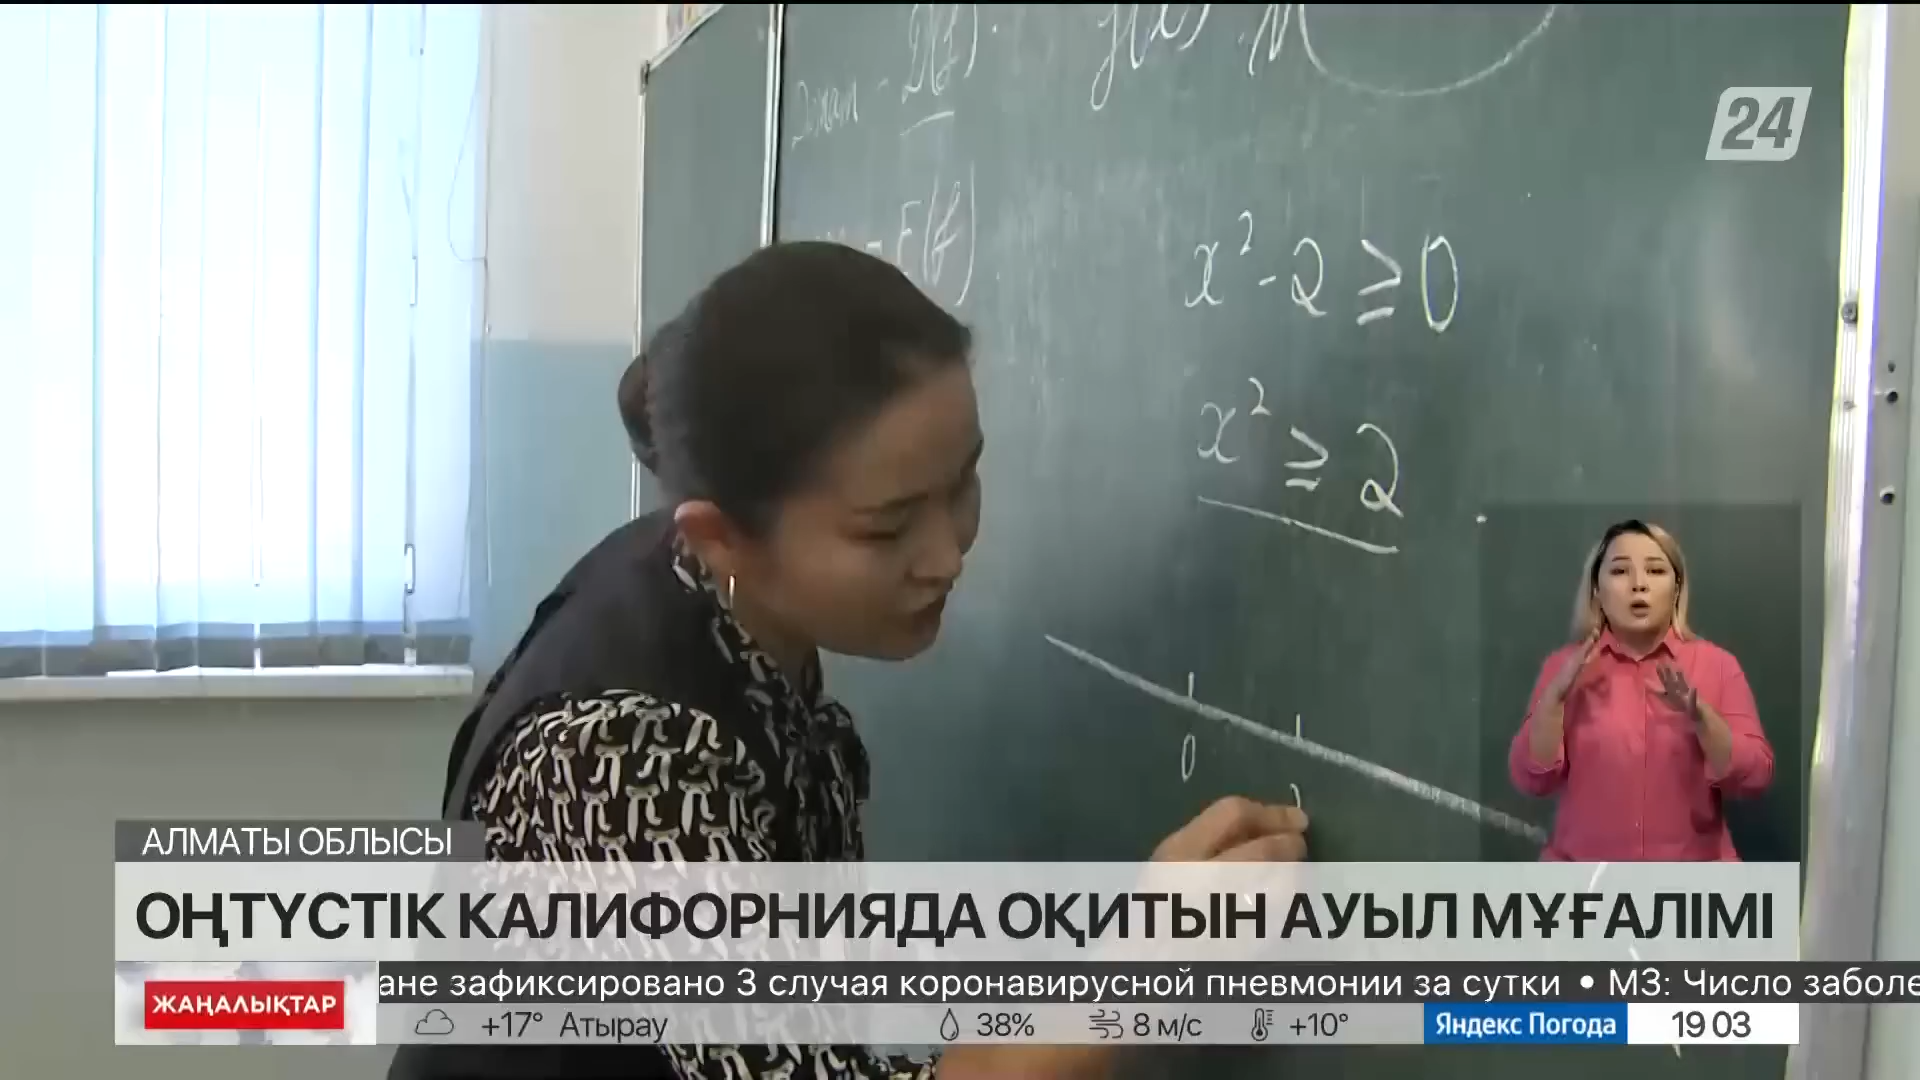 D(f).
f(x)
24
E(f)
x² - 2 ≧ 0
x² ≧ 2
0
АЛМАТЫ ОБЛЫСЫ
ОҢТҮСТІК КАЛИФОРНИЯДА ОҚИТЫН АУЫЛ МҰҒАЛІМІ
ане зафиксировано 3 случая коронавирусной пневмонии за сутки • МЗ: Число заболе
ЖАҢАЛЫҚТАР
+17° Атырау 38% 8 м/с +10° Яндекс Погода 19 03